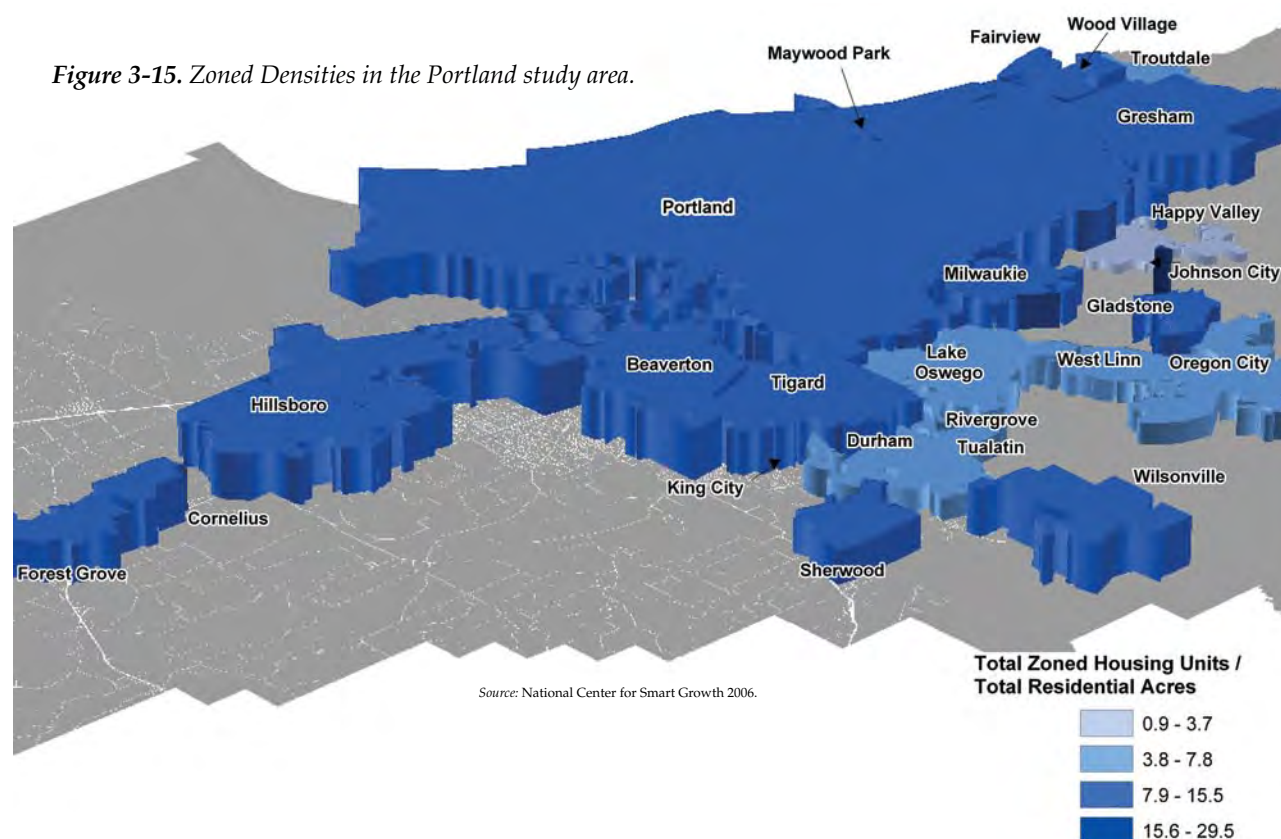 Figure 3-15. Zoned Densities in the Portland study area.
Wood Village
Fairview
Maywood Park
Troutdale
Gresham
Portland
Happy Valley
Milwaukie
Johnson City
Gladstone
Lake
Oswego
West Linn
Oregon City
Beaverton
Tigard
Hillsboro
Rivergrove
Durham
Tualatin
Wilsonville
King City
Cornelius
Sherwood
Forest Grove
Source: National Center for Smart Growth 2006.
Total Zoned Housing Units /
Total Residential Acres
0.9 - 3.7
3.8 - 7.8
7.9 - 15.5
15.6 - 29.5